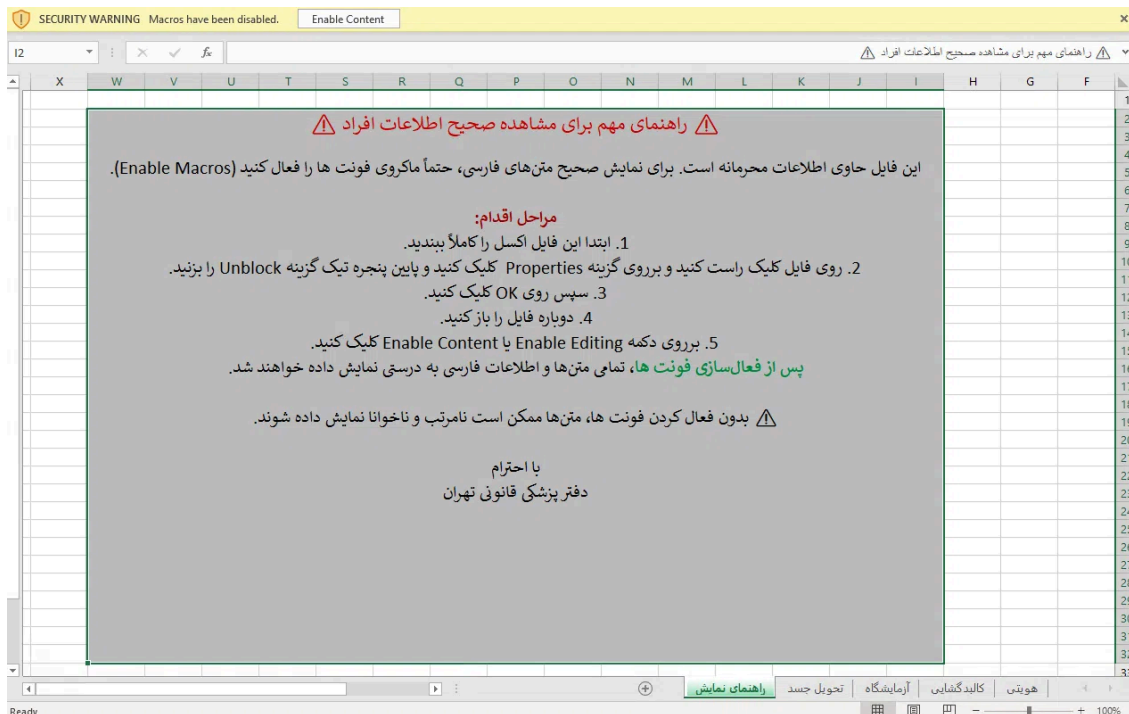 SECURITY WARNING Macros have been disabled. Enable Content
I2
fx
⚠ راهنمای مهم برای مشاهده صحیح اطلاعات افراد ⚠
X W V U T S R Q P O N M L K J I H G F
⚠ راهنمای مهم برای مشاهده صحیح اطلاعات افراد ⚠
این فایل حاوی اطلاعات محرمانه است. برای نمایش صحیح متن‌های فارسی، حتماً ماکروی فونت ها را فعال کنید (Enable Macros).
مراحل اقدام:
1. ابتدا این فایل اکسل را کاملاً ببندید.
2. روی فایل کلیک راست کنید و برروی گزینه Properties کلیک کنید و پایین پنجره تیک گزینه Unblock را بزنید.
3. سپس روی OK کلیک کنید.
4. دوباره فایل را باز کنید.
5. برروی دکمه Enable Editing یا Enable Content کلیک کنید.
پس از فعال‌سازی فونت ها، تمامی متن‌ها و اطلاعات فارسی به درستی نمایش داده خواهند شد.
⚠ بدون فعال کردن فونت ها، متن‌ها ممکن است نامرتب و ناخوانا نمایش داده شوند.
با احترام
دفتر پزشکی قانونی تهران
هویتی
کالبدگشایی
آزمایشگاه
تحویل جسد
راهنمای نمایش
Ready
100%